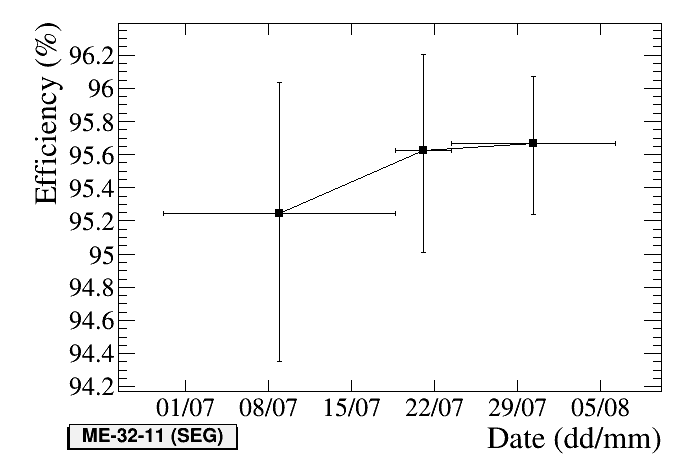 Efficiency (%)
96.2
96
95.8
95.6
95.4
95.2
95
94.8
94.6
94.4
94.2
01/07 08/07 15/07 22/07 29/07 05/08
ME-32-11 (SEG)
Date (dd/mm)